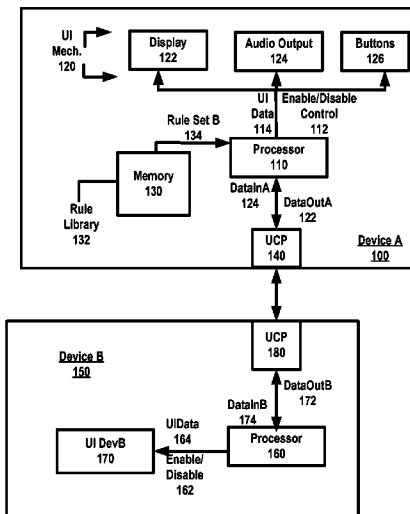 UI
Mech.
120
Display
122
Audio Output
124
Buttons
126
UI
Data
114
Enable/Disable
Control
112
Rule Set B
134
Processor
110
Memory
130
DataInA
124
DataOutA
122
Rule
Library
132
UCP
140
Device A
100
UCP
180
Device B
150
DataOutB
172
DataInB
174
UIData
164
UI DevB
170
Enable/
Disable
162
Processor
160